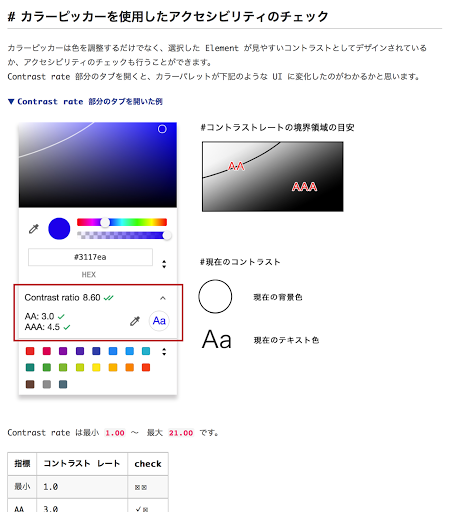 # カラーピッカーを使用したアクセシビリティのチェック
カラーピッカーは色を調整するだけでなく、選択した Element が見やすいコントラストとしてデザインされている
か、アクセシビリティのチェックも行うことができます。
Contrast rate 部分のタブを開くと、カラーパレットが下記のような UI に変化したのがわかるかと思います。
▼ Contrast rate 部分のタブを開いた例
#3117ea
HEX
Contrast ratio 8.60
AA: 3.0
AAA: 4.5
Aa
#コントラストレートの境界領域の目安
AA
AAA
#現在のコントラスト
現在の背景色
Aa 現在のテキスト色
Contrast rate は最小 1.00 〜 最大 21.00 です。
指標 コントラスト レート check
最小 1.0 ☒☒
AA 3.0 ✓☒